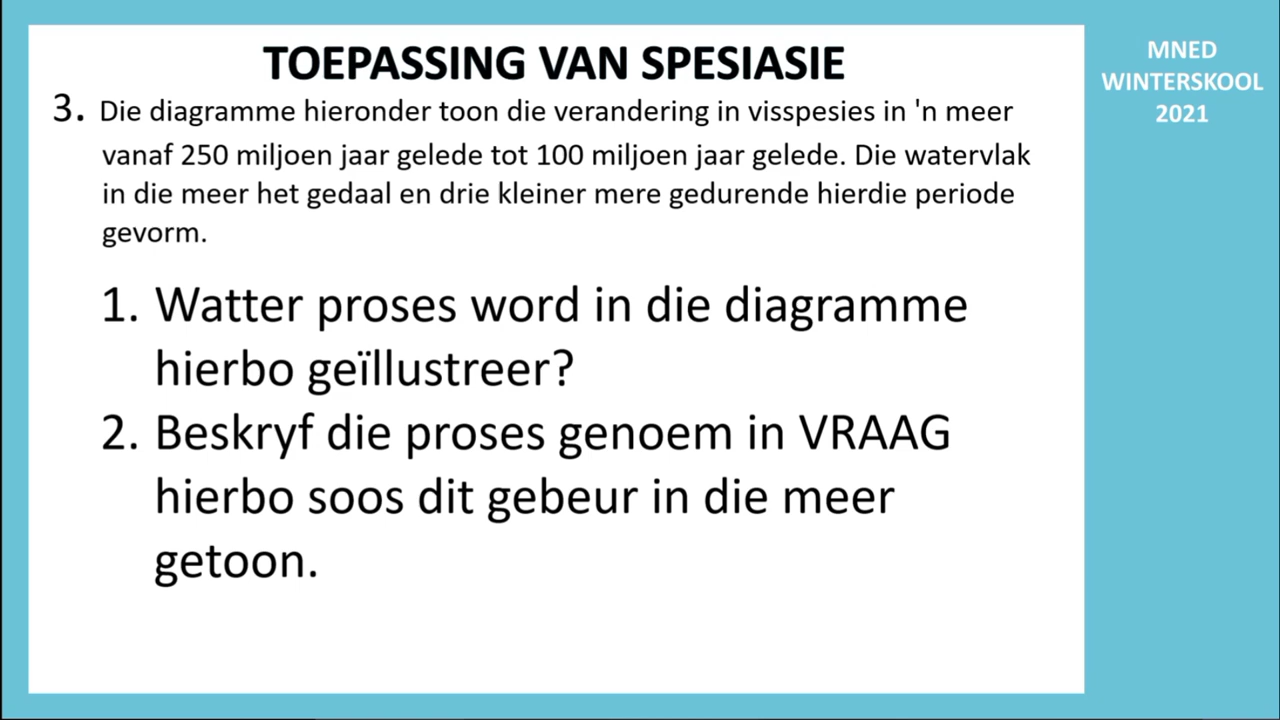 TOEPASSING VAN SPESIASIE
3. Die diagramme hieronder toon die verandering in visspesies in 'n meer
vanaf 250 miljoen jaar gelede tot 100 miljoen jaar gelede. Die watervlak
in die meer het gedaal en drie kleiner mere gedurende hierdie periode
gevorm.
1. Watter proses word in die diagramme
hierbo geïllustreer?
2. Beskryf die proses genoem in VRAAG
hierbo soos dit gebeur in die meer
getoon.
MNED
WINTERSKOOL
2021